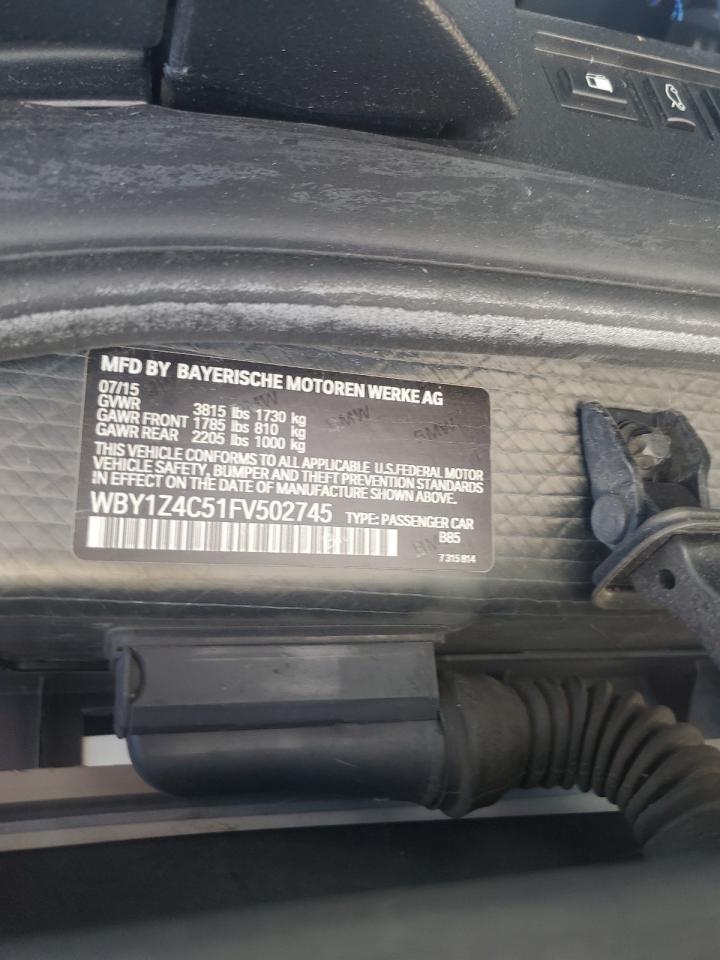 MFD BY BAYERISCHE MOTOREN WERKE AG
07/15
GVWR 3815 lbs 1730 kg
GAWR FRONT 1785 lbs 810 kg
GAWR REAR 2205 lbs 1000 kg
THIS VEHICLE CONFORMS TO ALL APPLICABLE U.S.FEDERAL MOTOR
VEHICLE SAFETY, BUMPER AND THEFT PREVENTION STANDARDS
IN EFFECT ON THE DATE OF MANUFACTURE SHOWN ABOVE.
WBY1Z4C51FV502745 TYPE: PASSENGER CAR
B85
7 315 814
BMW
BMW